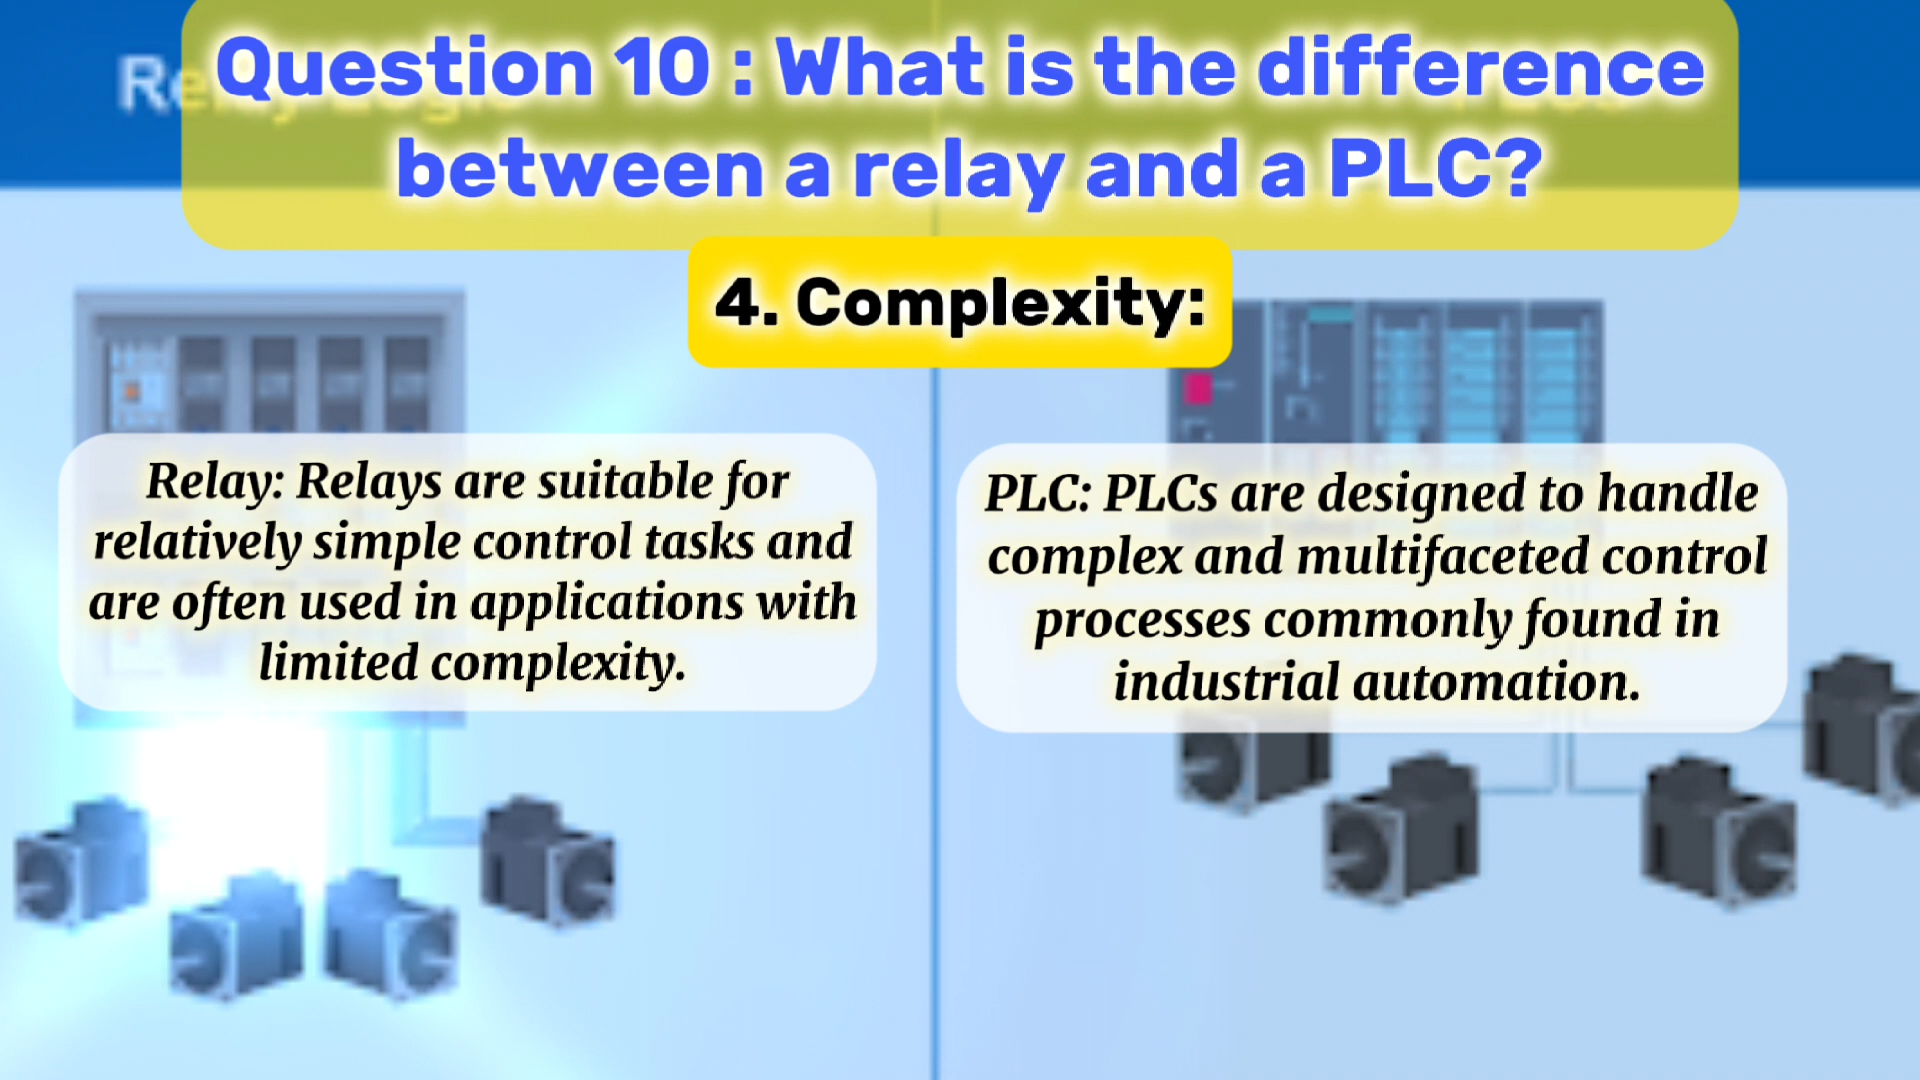 Question 10 : What is the difference
between a relay and a PLC?
4. Complexity:
Relay: Relays are suitable for
relatively simple control tasks and
are often used in applications with
limited complexity.
PLC: PLCs are designed to handle
complex and multifaceted control
processes commonly found in
industrial automation.